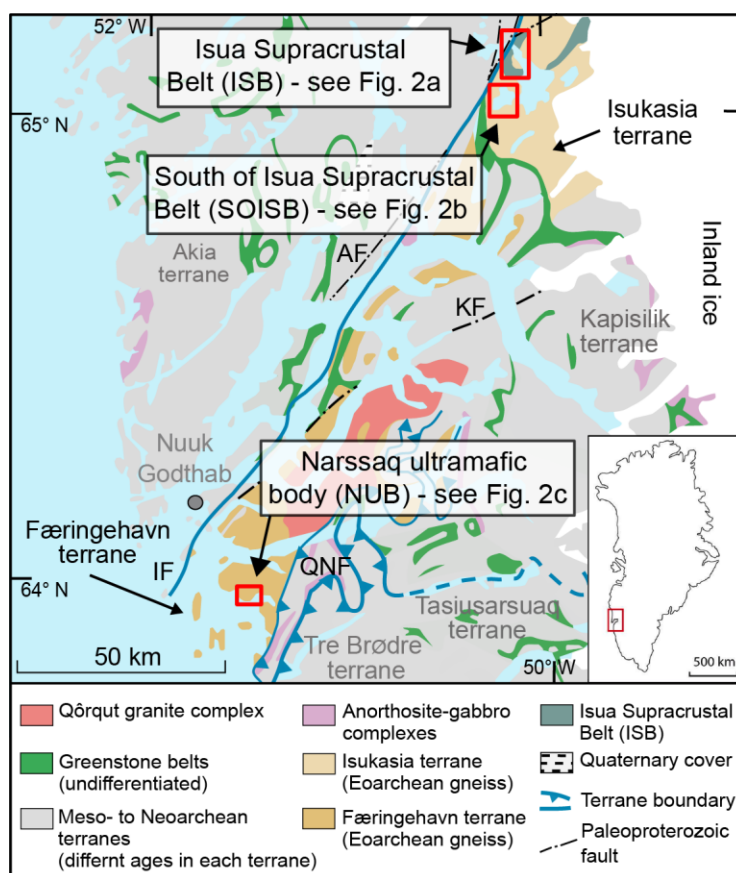 52° W
Isua Supracrustal
Belt (ISB) - see Fig. 2a
65° N
Isukasia
terrane
South of Isua Supracrustal
Belt (SOISB) - see Fig. 2b
Akia
terrane
AF
Inland ice
KF
Kapisilik
terrane
Nuuk
Godthab
Narssaq ultramafic
body (NUB) - see Fig. 2c
Færingehavn
terrane
IF
QNF
64° N
Tasiusarsuaq
terrane
Tre Brødre
terrane
50 km
50° W
500 km
Qôrqut granite complex
Greenstone belts
(undifferentiated)
Meso- to Neoarchean
terranes
(differnt ages in each terrane)
Anorthosite-gabbro
complexes
Isukasia terrane
(Eoarchean gneiss)
Færingehavn terrane
(Eoarchean gneiss)
Isua Supracrustal
Belt (ISB)
Quaternary cover
Terrane boundary
Paleoproterozoic
fault